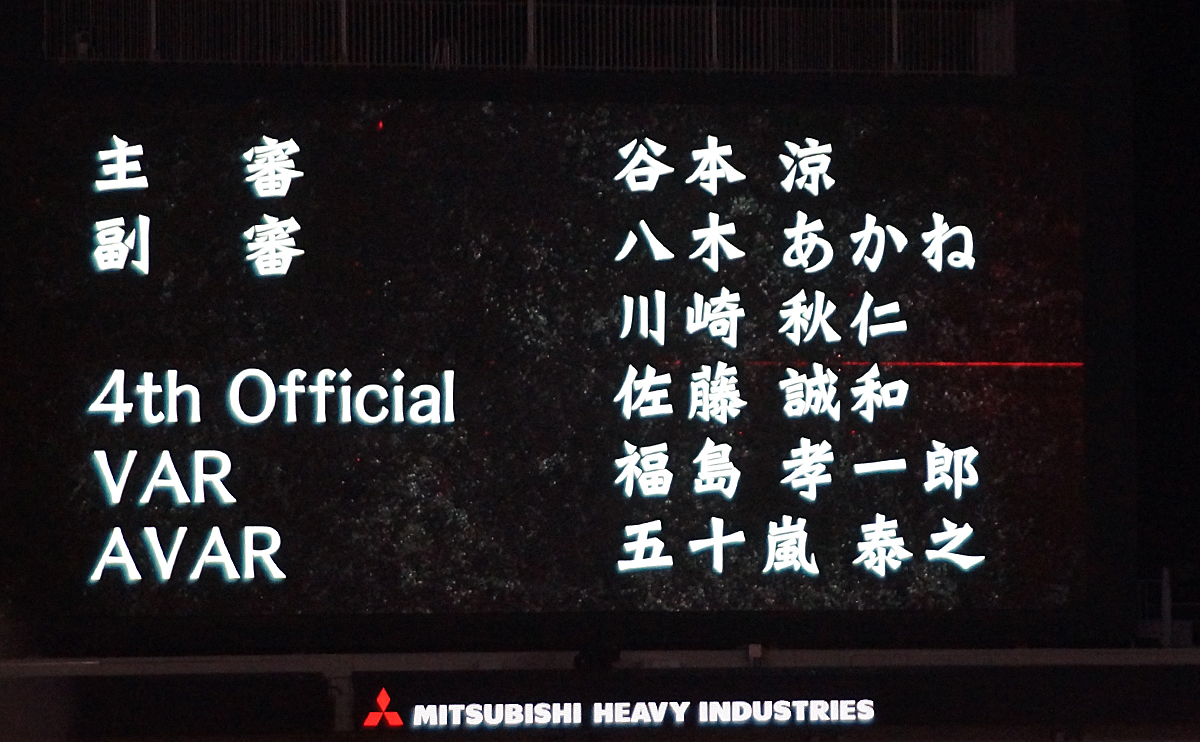 主審 谷本 涼
副審 八木 あかね
川崎 秋仁
4th Official 佐藤 誠和
VAR 福島 孝一郎
AVAR 五十嵐 泰之
MITSUBISHI HEAVY INDUSTRIES